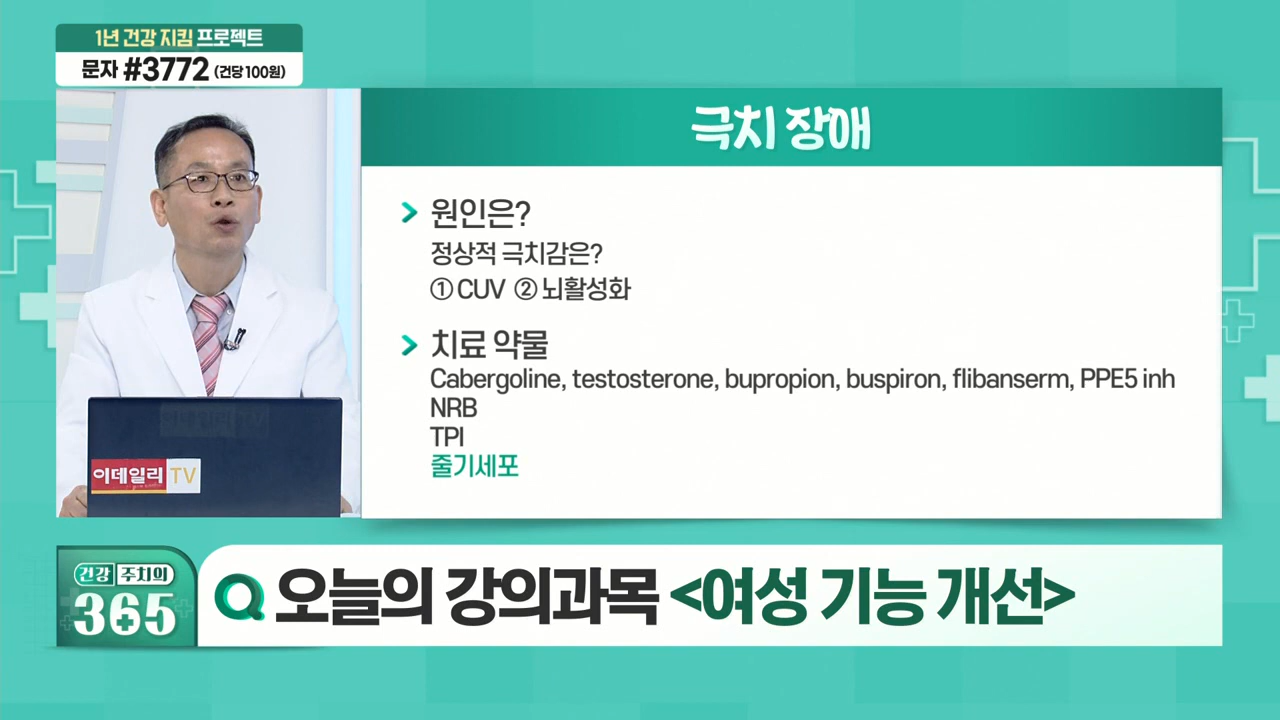 1년 건강 지킴 프로젝트
문자 #3772 (건당 100원)
극치 장애
원인은?
정상적 극치감은?
① CUV ② 뇌활성화
치료 약물
Cabergoline, testosterone, bupropion, buspiron, flibanserm, PPE5 inh
NRB
TPI
줄기세포
이데일리 TV
건강 주치의
365
오늘의 강의과목 <여성 기능 개선>